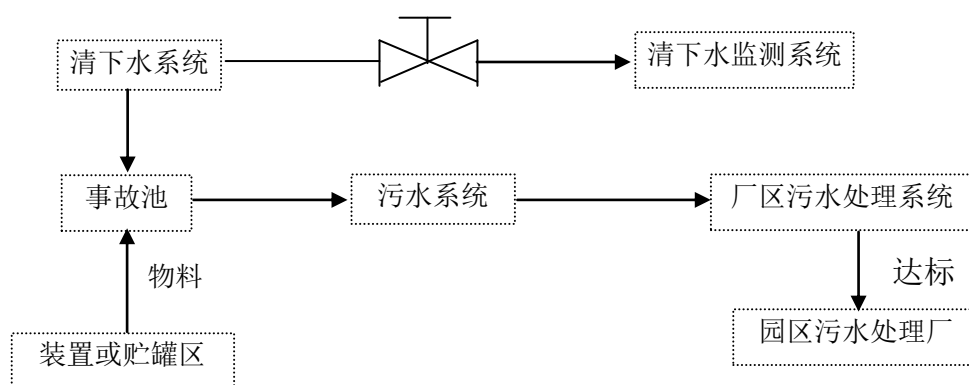 清下水系统
清下水监测系统
事故池
污水系统
厂区污水处理系统
物料
达标
园区污水处理厂
装置或贮罐区